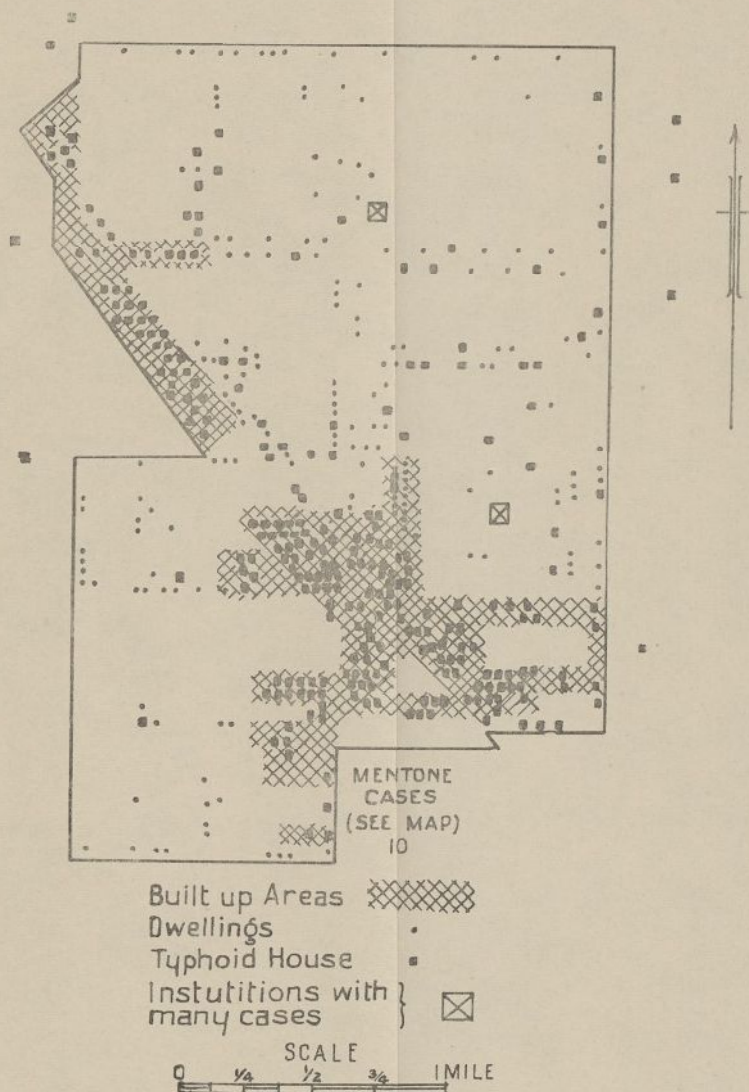 MENTONE
CASES
(SEE MAP)
10
Built up Areas
Dwellings
Typhoid House
Instutitions with
many cases
SCALE
0 1/4 1/2 3/4 1 MILE